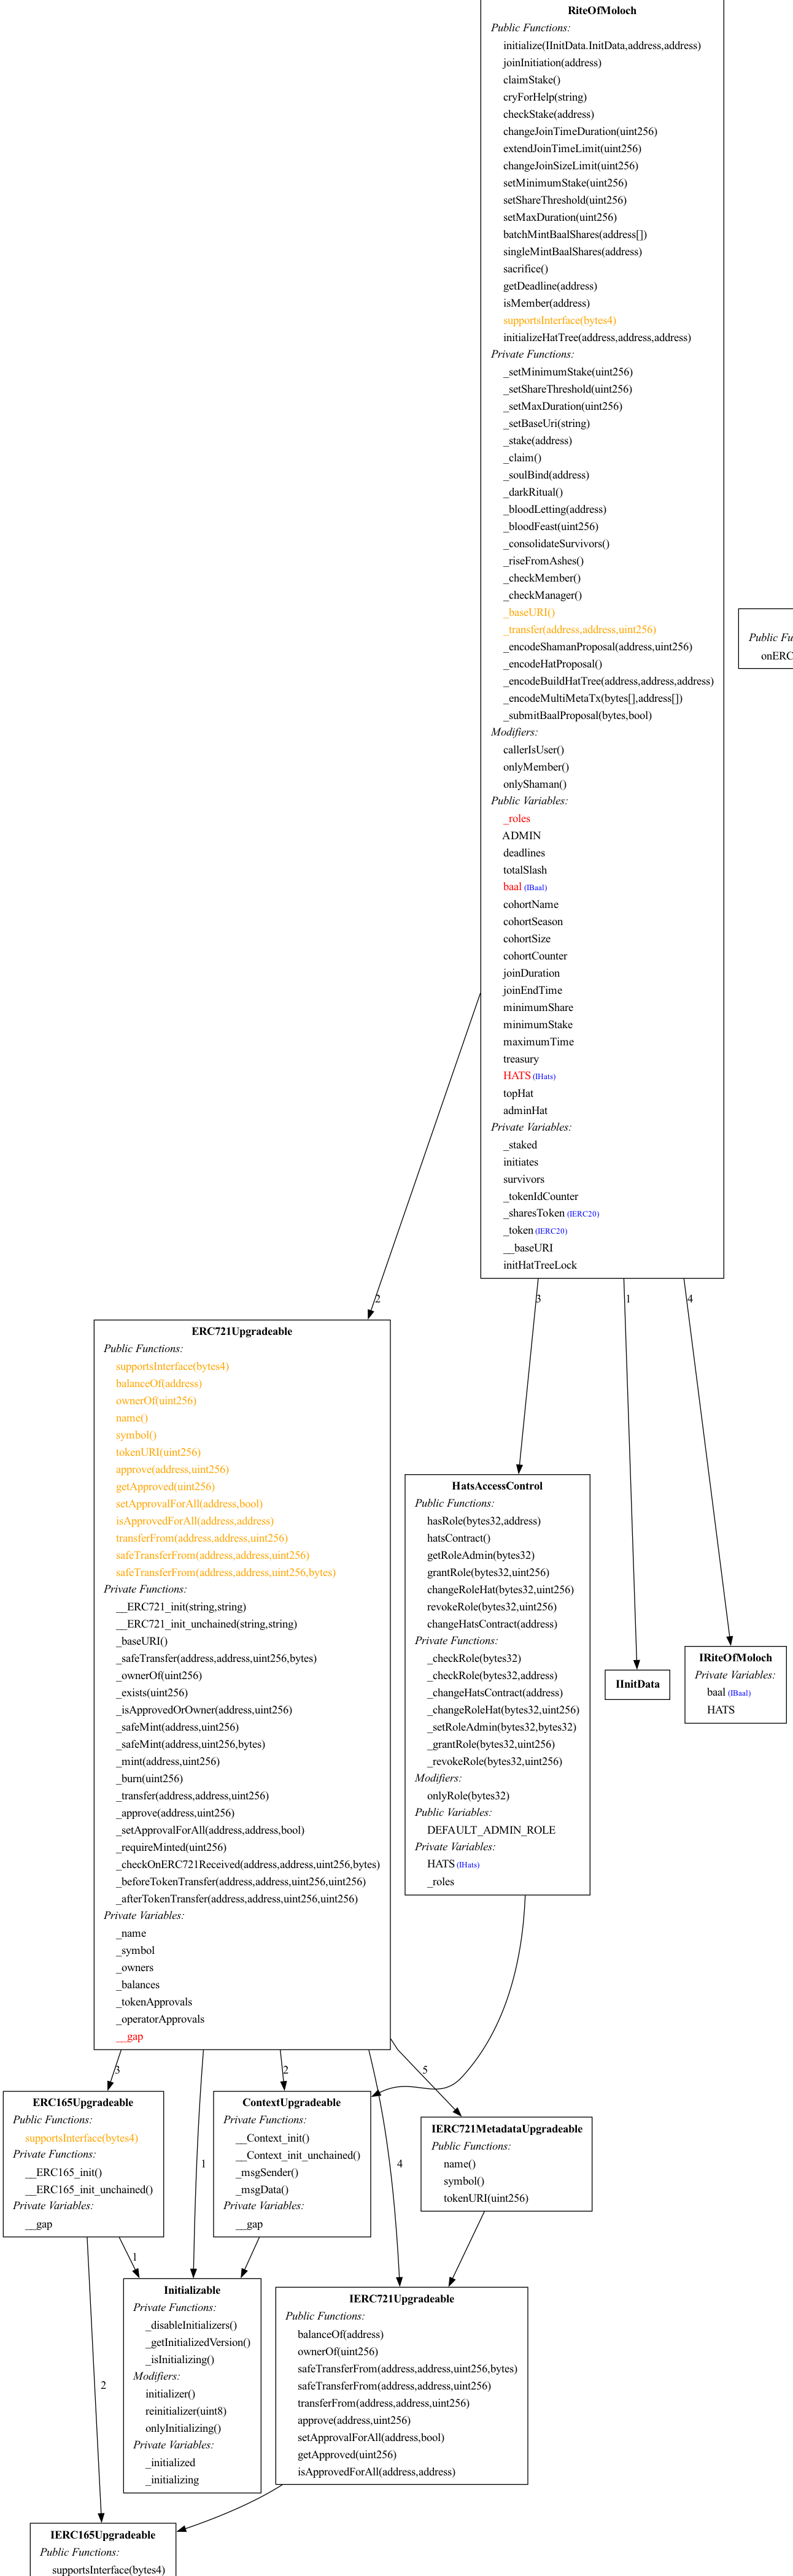 RiteOfMoloch
Public Functions:
initialize(IInitData.InitData,address,address)
joinInitiation(address)
claimStake()
cryForHelp(string)
checkStake(address)
changeJoinTimeDuration(uint256)
extendJoinTimeLimit(uint256)
changeJoinSizeLimit(uint256)
setMinimumStake(uint256)
setShareThreshold(uint256)
setMaxDuration(uint256)
batchMintBaalShares(address[])
singleMintBaalShares(address)
sacrifice()
getDeadline(address)
isMember(address)
supportsInterface(bytes4)
initializeHatTree(address,address,address)
Private Functions:
_setMinimumStake(uint256)
_setShareThreshold(uint256)
_setMaxDuration(uint256)
_setBaseUri(string)
_stake(address)
_claim()
_soulBind(address)
_darkRitual()
_bloodLetting(address)
_bloodFeast(uint256)
_consolidateSurvivors()
_riseFromAshes()
_checkMember()
_checkManager()
_baseURI()
_transfer(address,address,uint256)
_encodeShamanProposal(address,uint256)
_encodeHatProposal()
_encodeBuildHatTree(address,address,address)
_encodeMultiMetaTx(bytes[],address[])
_submitBaalProposal(bytes,bool)
Modifiers:
callerIsUser()
onlyMember()
onlyShaman()
Public Variables:
_roles
ADMIN
deadlines
totalSlash
baal (IBaal)
cohortName
cohortSeason
cohortSize
cohortCounter
joinDuration
joinEndTime
minimumShare
minimumStake
maximumTime
treasury
HATS (IHats)
topHat
adminHat
Private Variables:
_staked
initiates
survivors
_tokenIdCounter
_sharesToken (IERC20)
_token (IERC20)
__baseURI
initHatTreeLock
Public Fu
onERC
2
3
1
4
ERC721Upgradeable
Public Functions:
supportsInterface(bytes4)
balanceOf(address)
ownerOf(uint256)
name()
symbol()
tokenURI(uint256)
approve(address,uint256)
getApproved(uint256)
setApprovalForAll(address,bool)
isApprovedForAll(address,address)
transferFrom(address,address,uint256)
safeTransferFrom(address,address,uint256)
safeTransferFrom(address,address,uint256,bytes)
Private Functions:
__ERC721_init(string,string)
__ERC721_init_unchained(string,string)
_baseURI()
_safeTransfer(address,address,uint256,bytes)
_ownerOf(uint256)
_exists(uint256)
_isApprovedOrOwner(address,uint256)
_safeMint(address,uint256)
_safeMint(address,uint256,bytes)
_mint(address,uint256)
_burn(uint256)
_transfer(address,address,uint256)
_approve(address,uint256)
_setApprovalForAll(address,address,bool)
_requireMinted(uint256)
_checkOnERC721Received(address,address,uint256,bytes)
_beforeTokenTransfer(address,address,uint256,uint256)
_afterTokenTransfer(address,address,uint256,uint256)
Private Variables:
_name
_symbol
_owners
_balances
_tokenApprovals
_operatorApprovals
__gap
HatsAccessControl
Public Functions:
hasRole(bytes32,address)
hatsContract()
getRoleAdmin(bytes32)
grantRole(bytes32,uint256)
changeRoleHat(bytes32,uint256)
revokeRole(bytes32,uint256)
changeHatsContract(address)
Private Functions:
_checkRole(bytes32)
_checkRole(bytes32,address)
_changeHatsContract(address)
_changeRoleHat(bytes32,uint256)
_setRoleAdmin(bytes32,bytes32)
_grantRole(bytes32,uint256)
_revokeRole(bytes32,uint256)
Modifiers:
onlyRole(bytes32)
Public Variables:
DEFAULT_ADMIN_ROLE
Private Variables:
HATS (IHats)
_roles
IInitData
IRiteOfMoloch
Private Variables:
baal (IBaal)
HATS
3
2
5
1
4
ERC165Upgradeable
Public Functions:
supportsInterface(bytes4)
Private Functions:
__ERC165_init()
__ERC165_init_unchained()
Private Variables:
__gap
ContextUpgradeable
Private Functions:
__Context_init()
__Context_init_unchained()
_msgSender()
_msgData()
Private Variables:
__gap
IERC721MetadataUpgradeable
Public Functions:
name()
symbol()
tokenURI(uint256)
1
2
Initializable
Private Functions:
_disableInitializers()
_getInitializedVersion()
_isInitializing()
Modifiers:
initializer()
reinitializer(uint8)
onlyInitializing()
Private Variables:
_initialized
_initializing
IERC721Upgradeable
Public Functions:
balanceOf(address)
ownerOf(uint256)
safeTransferFrom(address,address,uint256,bytes)
safeTransferFrom(address,address,uint256)
transferFrom(address,address,uint256)
approve(address,uint256)
setApprovalForAll(address,bool)
getApproved(uint256)
isApprovedForAll(address,address)
IERC165Upgradeable
Public Functions:
supportsInterface(bytes4)